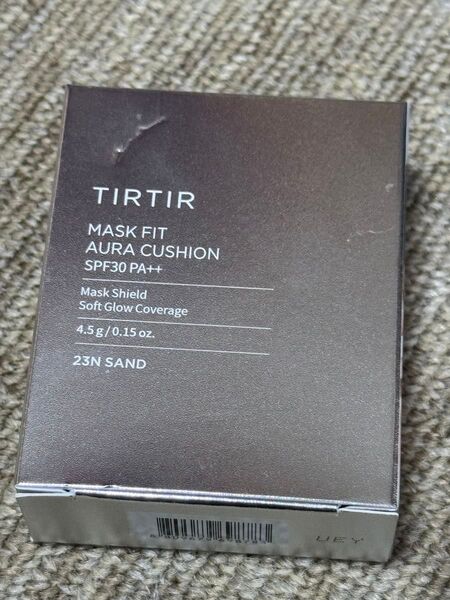 TIRTIR
MASK FIT
AURA CUSHION
SPF30 PA++
Mask Shield
Soft Glow Coverage
4.5 g / 0.15 oz.
23N SAND
UEY